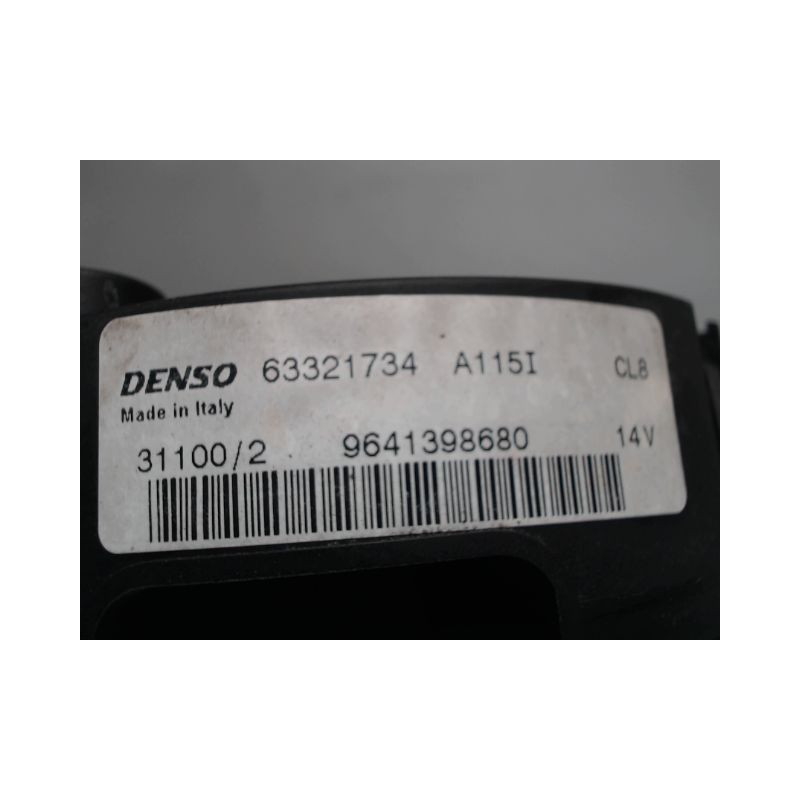 DENSO 63321734 A115I CL8
Made in Italy
31100/2 9641398680 14V